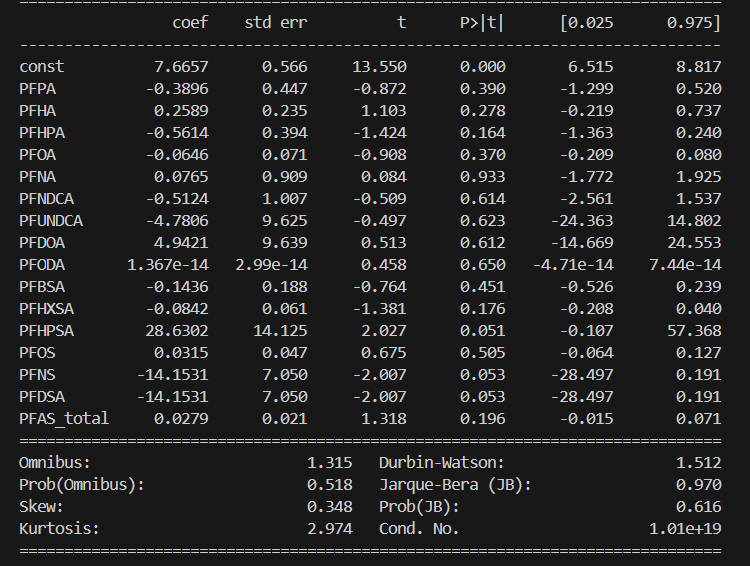 ==============================================================================
coef std err t P>|t| [0.025 0.975]
------------------------------------------------------------------------------
const 7.6657 0.566 13.550 0.000 6.515 8.817
PFPA -0.3896 0.447 -0.872 0.390 -1.299 0.520
PFHA 0.2589 0.235 1.103 0.278 -0.219 0.737
PFHPA -0.5614 0.394 -1.424 0.164 -1.363 0.240
PFOA -0.0646 0.071 -0.908 0.370 -0.209 0.080
PFNA 0.0765 0.909 0.084 0.933 -1.772 1.925
PFNDCA -0.5124 1.007 -0.509 0.614 -2.561 1.537
PFUNDCA -4.7806 9.625 -0.497 0.623 -24.363 14.802
PFDOA 4.9421 9.639 0.513 0.612 -14.669 24.553
PFODA 1.367e-14 2.99e-14 0.458 0.650 -4.71e-14 7.44e-14
PFBSA -0.1436 0.188 -0.764 0.451 -0.526 0.239
PFHXSA -0.0842 0.061 -1.381 0.176 -0.208 0.040
PFHPSA 28.6302 14.125 2.027 0.051 -0.107 57.368
PFOS 0.0315 0.047 0.675 0.505 -0.064 0.127
PFNS -14.1531 7.050 -2.007 0.053 -28.497 0.191
PFDSA -14.1531 7.050 -2.007 0.053 -28.497 0.191
PFAS_total 0.0279 0.021 1.318 0.196 -0.015 0.071
==============================================================================
Omnibus: 1.315 Durbin-Watson: 1.512
Prob(Omnibus): 0.518 Jarque-Bera (JB): 0.970
Skew: 0.348 Prob(JB): 0.616
Kurtosis: 2.974 Cond. No. 1.01e+19
==============================================================================